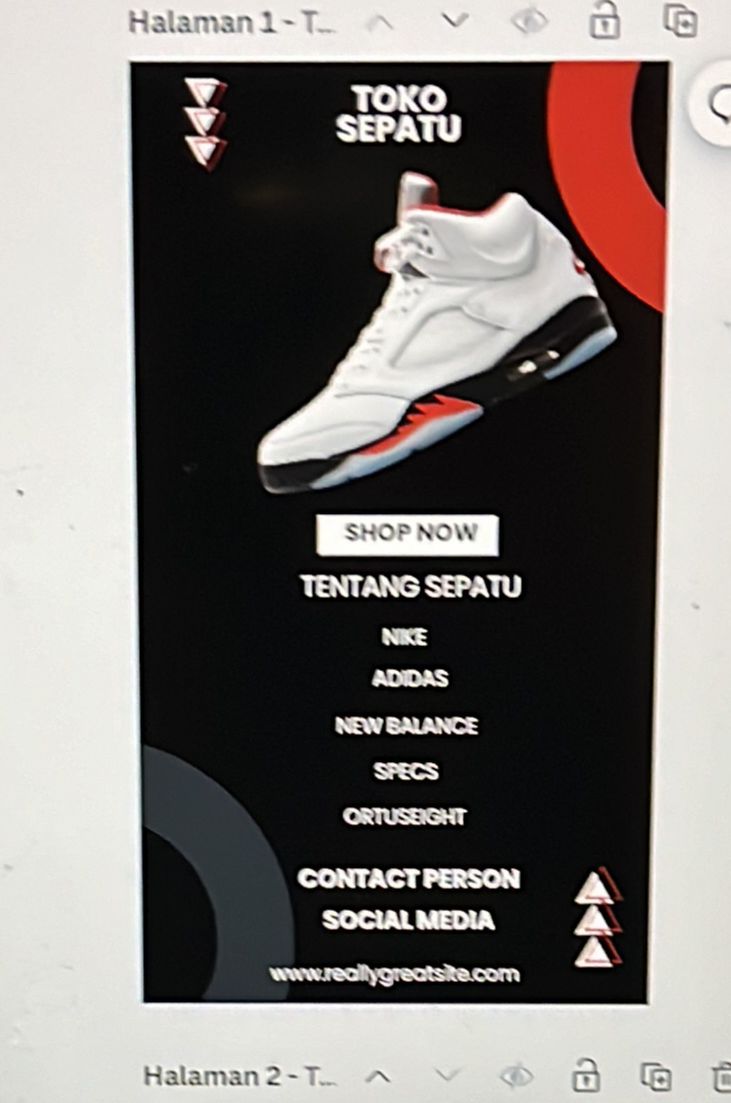 Halaman 1 - T...
TOKO
SEPATU
SHOP NOW
TENTANG SEPATU
NIKE
ADIDAS
NEW BALANCE
SPECS
ORTUSEIGHT
CONTACT PERSON
SOCIAL MEDIA
www.reallygreatsite.com
Halaman 2 - T...